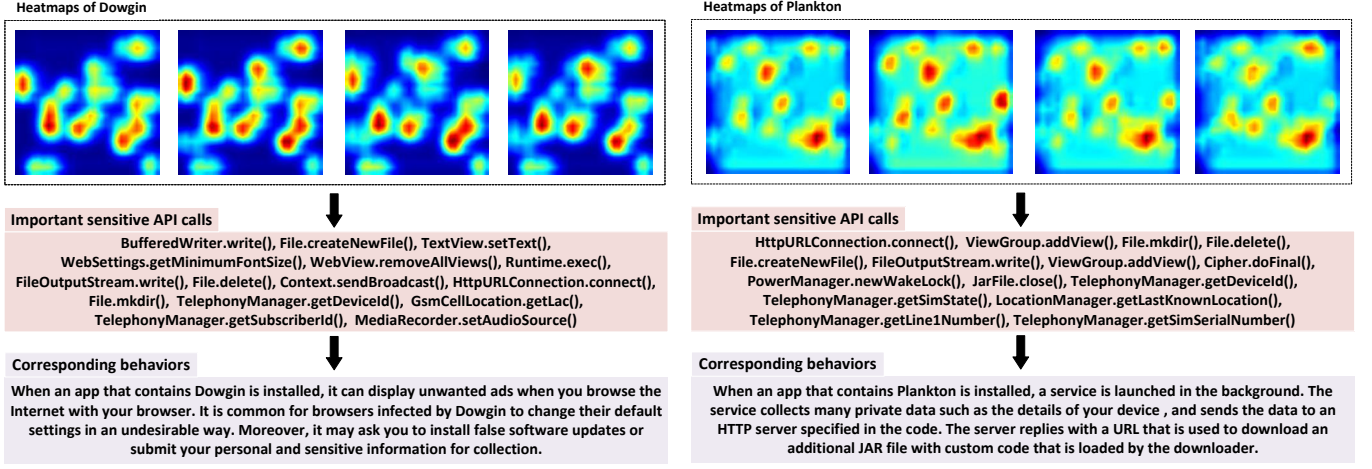 Heatmaps of Dowgin
Important sensitive API calls
BufferedWriter.write(), File.createNewFile(), TextView.setText(),
WebSettings.getMinimumFontSize(), WebView.removeAllViews(), Runtime.exec(),
FileOutputStream.write(), File.delete(), Context.sendBroadcast(), HttpURLConnection.connect(),
File.mkdir(), TelephonyManager.getDeviceId(), GsmCellLocation.getLac(),
TelephonyManager.getSubscriberId(), MediaRecorder.setAudioSource()
Corresponding behaviors
When an app that contains Dowgin is installed, it can display unwanted ads when you browse the
Internet with your browser. It is common for browsers infected by Dowgin to change their default
settings in an undesirable way. Moreover, it may ask you to install false software updates or
submit your personal and sensitive information for collection.
Heatmaps of Plankton
Important sensitive API calls
HttpURLConnection.connect(), ViewGroup.addView(), File.mkdir(), File.delete(),
File.createNewFile(), FileOutputStream.write(), ViewGroup.addView(), Cipher.doFinal(),
PowerManager.newWakeLock(), JarFile.close(), TelephonyManager.getDeviceId(),
TelephonyManager.getSimState(), LocationManager.getLastKnownLocation(),
TelephonyManager.getLine1Number(), TelephonyManager.getSimSerialNumber()
Corresponding behaviors
When an app that contains Plankton is installed, a service is launched in the background. The
service collects many private data such as the details of your device , and sends the data to an
HTTP server specified in the code. The server replies with a URL that is used to download an
additional JAR file with custom code that is loaded by the downloader.